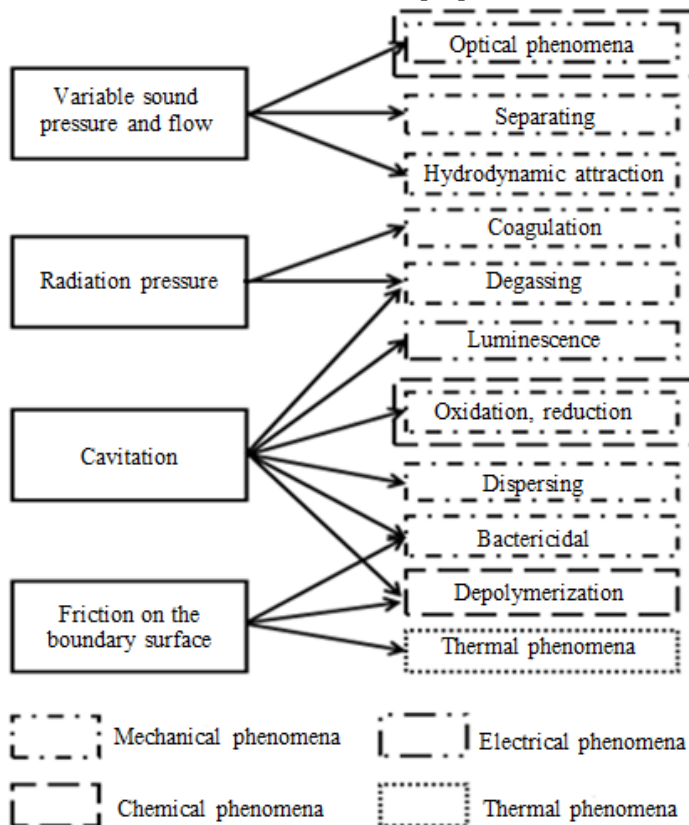 Optical phenomena
Variable sound
pressure and flow
Separating
Hydrodynamic attraction
Coagulation
Radiation pressure
Degassing
Luminescence
Oxidation, reduction
Cavitation
Dispersing
Bactericidal
Depolymerization
Friction on the
boundary surface
Thermal phenomena
Mechanical phenomena
Electrical phenomena
Chemical phenomena
Thermal phenomena